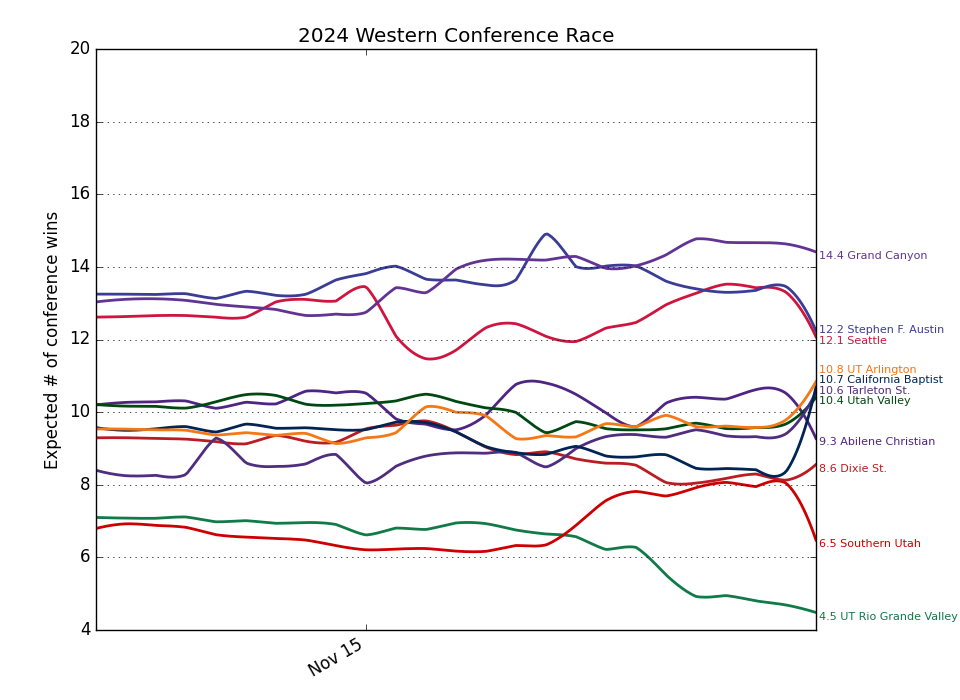 2024 Western Conference Race
Expected # of conference wins
20
18
16
14
12
10
8
6
4
Nov 15
14.4 Grand Canyon
12.2 Stephen F. Austin
12.1 Seattle
10.8 UT Arlington
10.7 California Baptist
10.6 Tarleton St.
10.4 Utah Valley
9.3 Abilene Christian
8.6 Dixie St.
6.5 Southern Utah
4.5 UT Rio Grande Valley